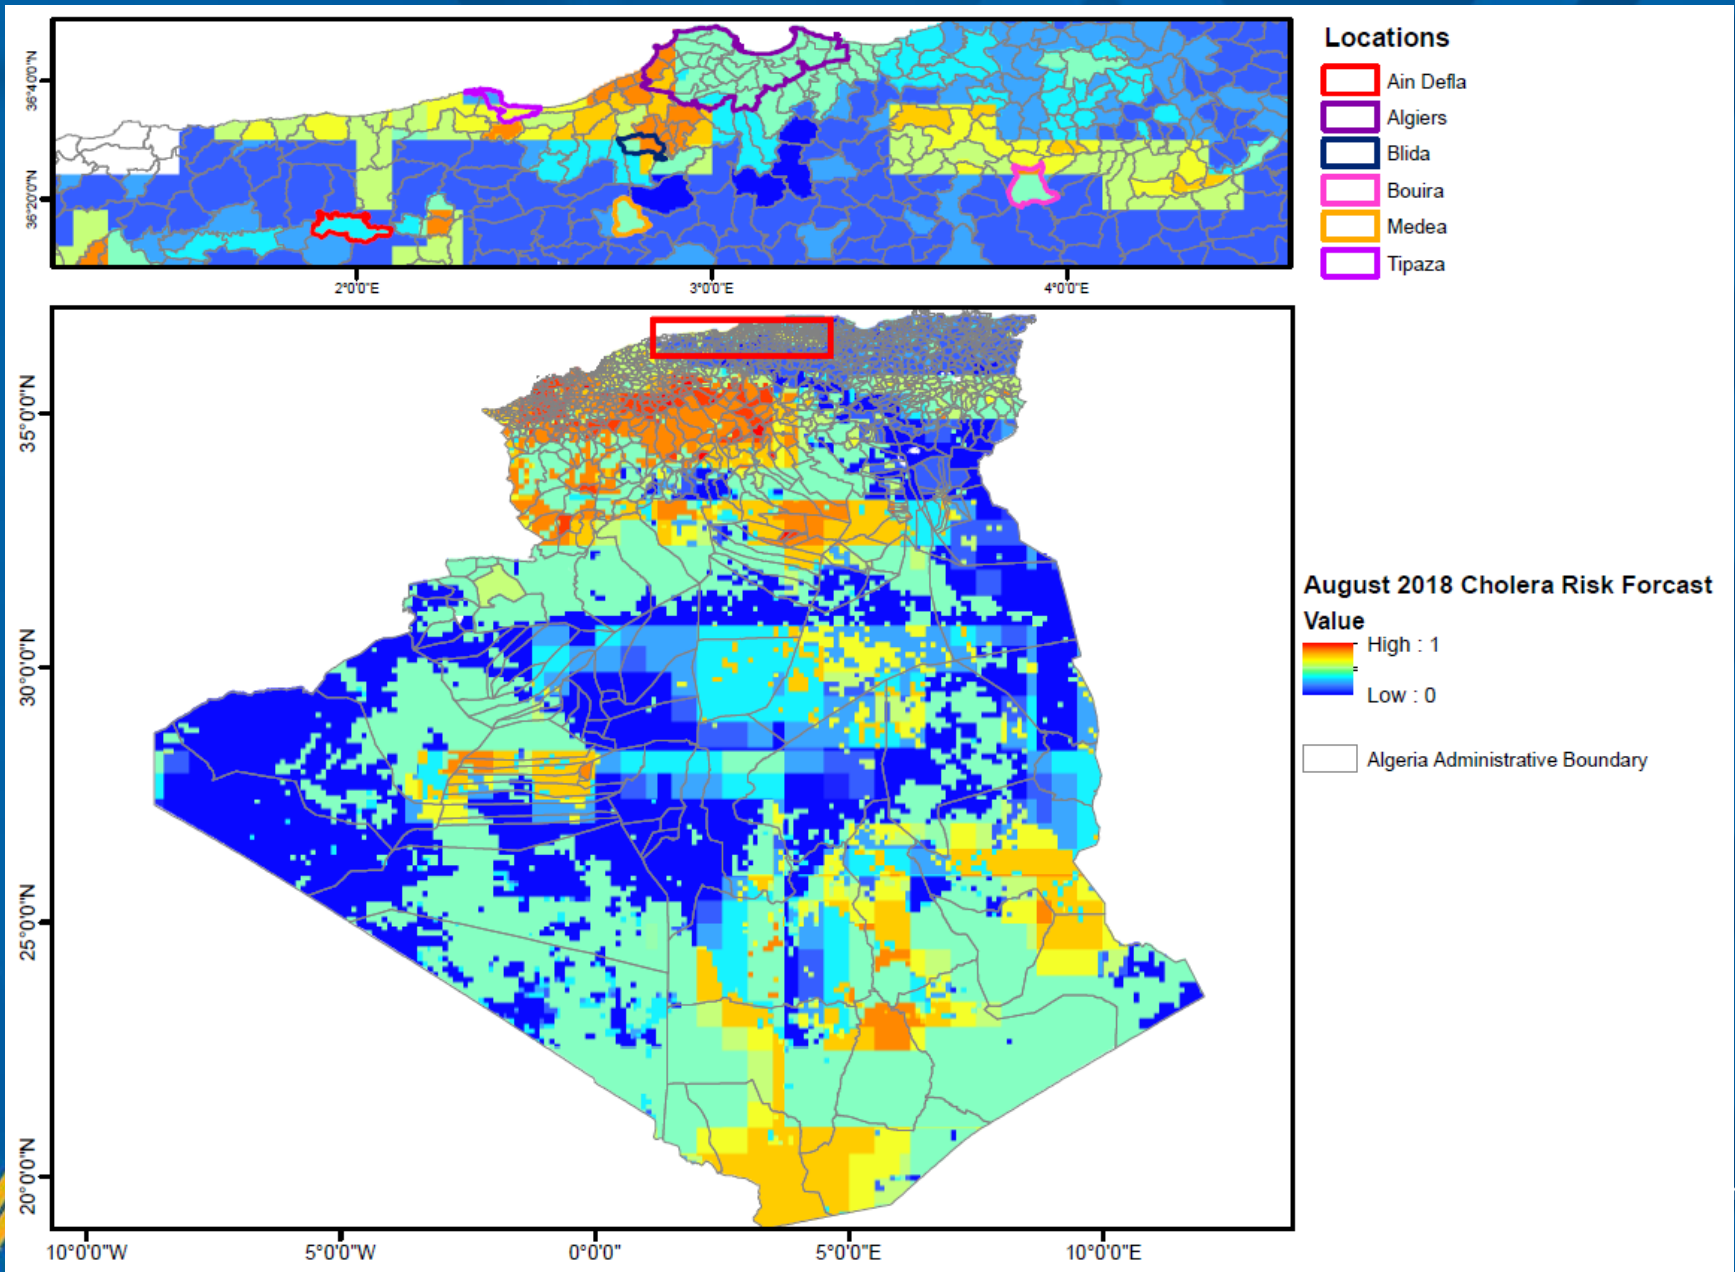 36°40'0"N
36°20'0"N
2°0'0"E
3°0'0"E
4°0'0"E
Locations
Ain Defla
Algiers
Blida
Bouira
Medea
Tipaza
35°0'0"N
30°0'0"N
25°0'0"N
20°0'0"N
10°0'0"W
5°0'0"W
0°0'0"
5°0'0"E
10°0'0"E
August 2018 Cholera Risk Forcast
Value
High : 1
Low : 0
Algeria Administrative Boundary